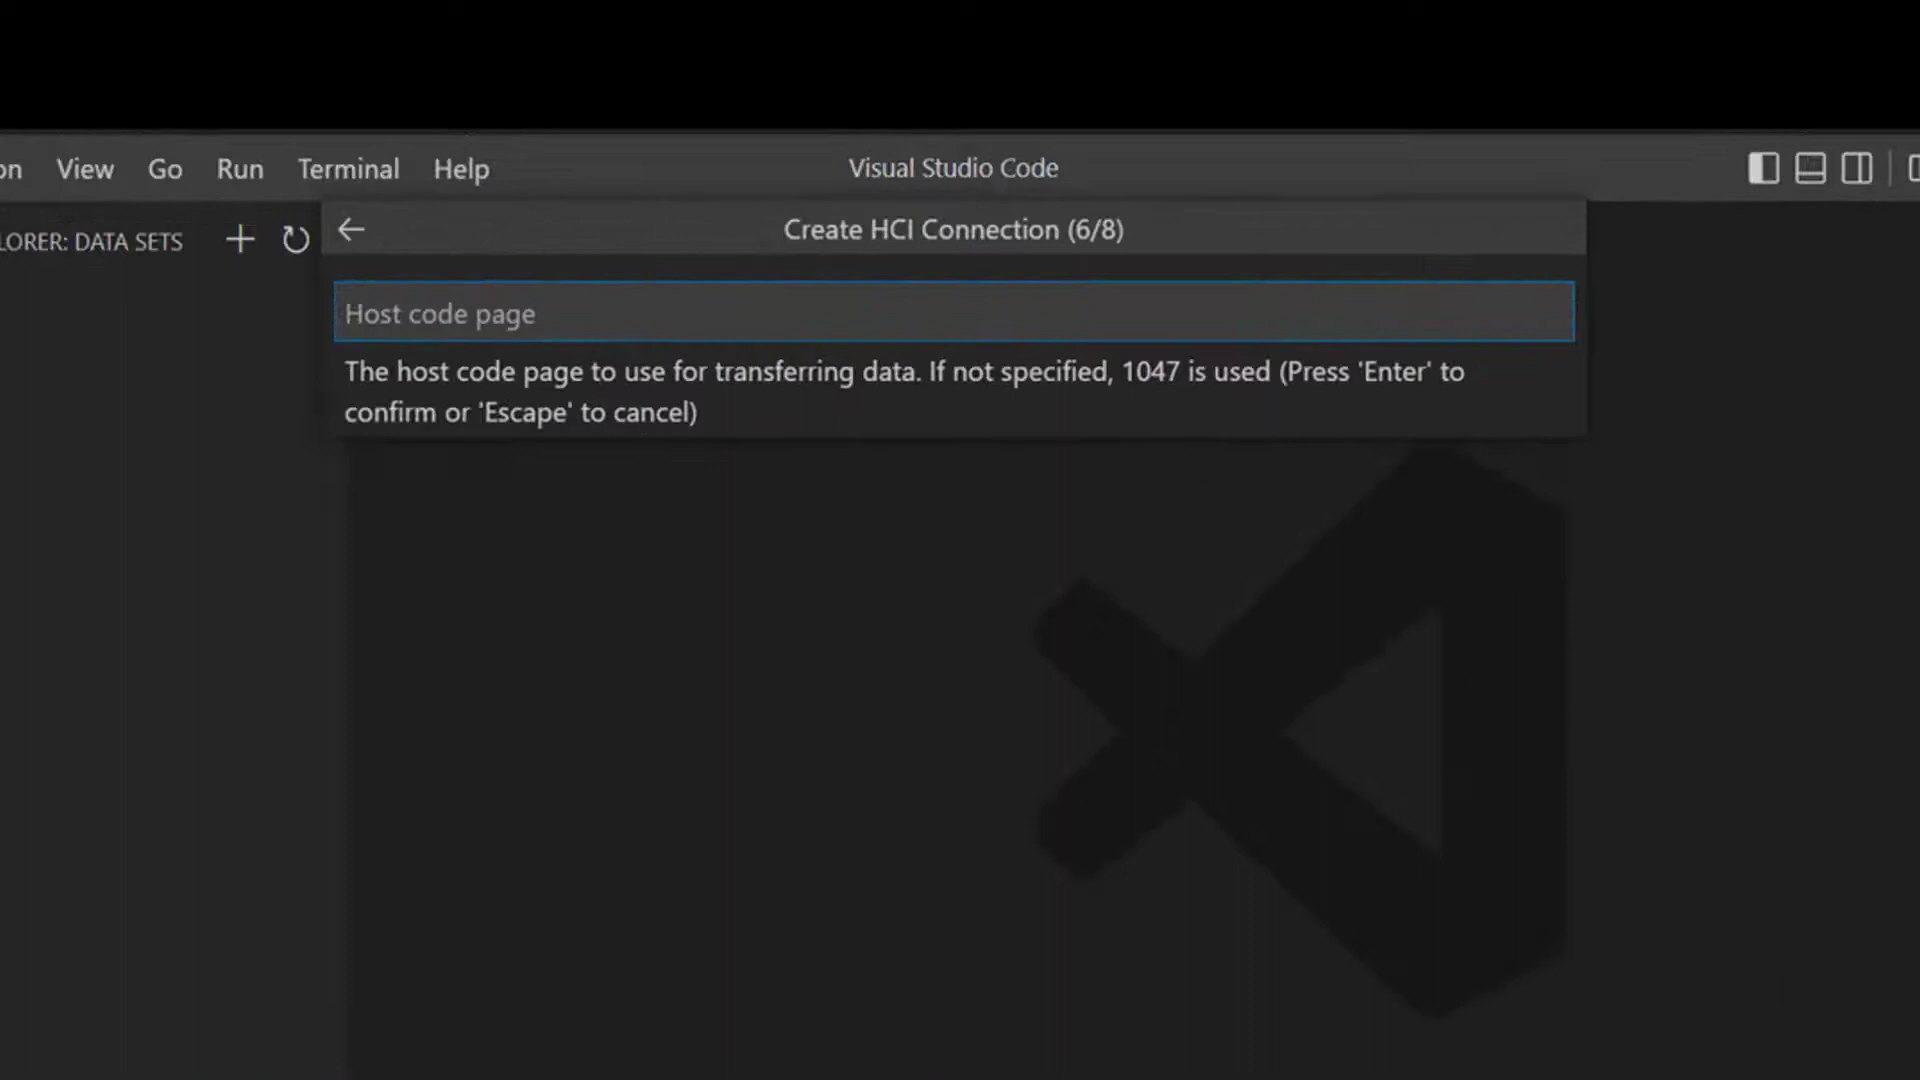 on View Go Run Terminal Help Visual Studio Code
LORER: DATA SETS Create HCI Connection (6/8)
Host code page
The host code page to use for transferring data. If not specified, 1047 is used (Press 'Enter' to
confirm or 'Escape' to cancel)